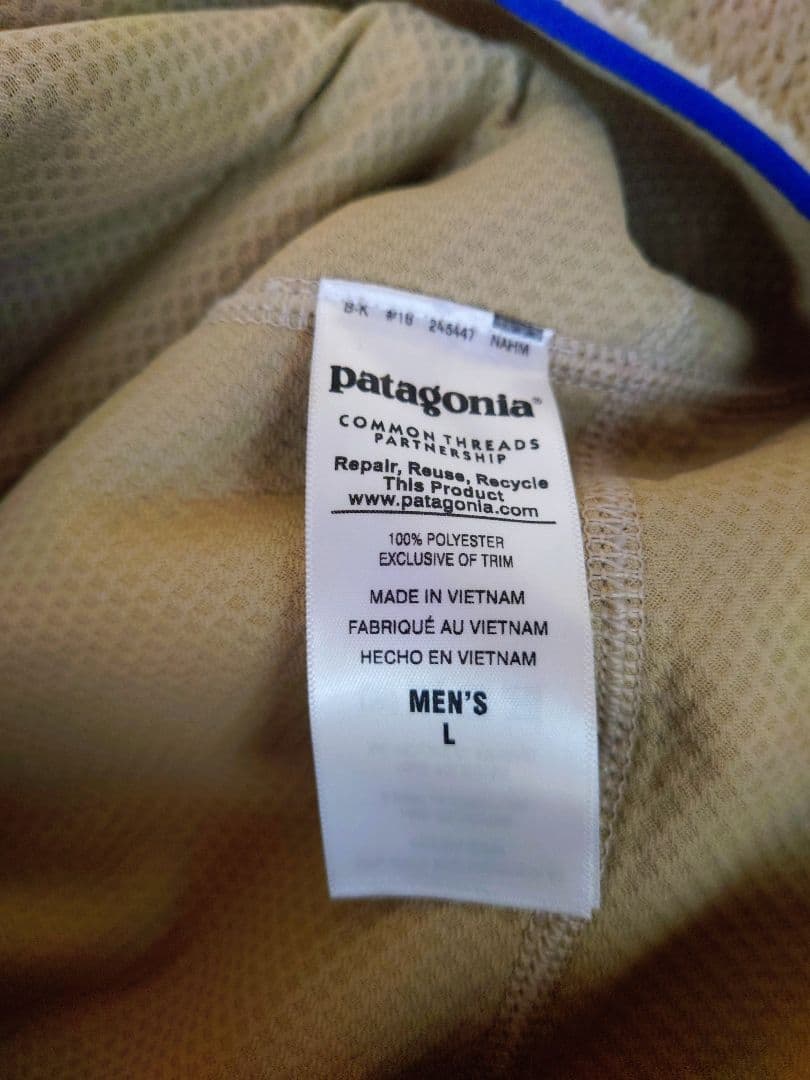 B-K #18 243447 NAHM
patagonia®
COMMON THREADS
PARTNERSHIP
Repair, Reuse, Recycle
This Product
www.patagonia.com
100% POLYESTER
EXCLUSIVE OF TRIM
MADE IN VIETNAM
FABRIQUÉ AU VIETNAM
HECHO EN VIETNAM
MEN'S
L